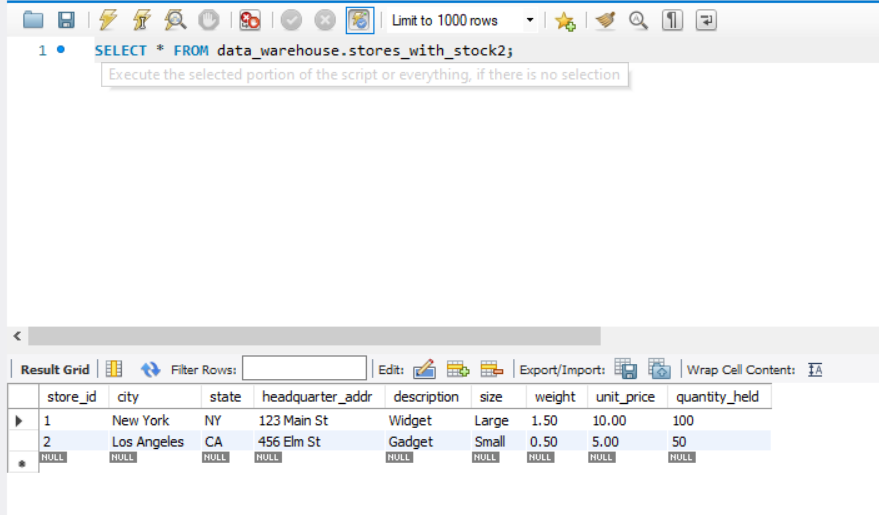 Limit to 1000 rows
1 SELECT * FROM data_warehouse.stores_with_stock2;
Execute the selected portion of the script or everything, if there is no selection
Result Grid Filter Rows: Edit: Export/Import: Wrap Cell Content: IA
store_id city state headquarter_addr description size weight unit_price quantity_held
1 New York NY 123 Main St Widget Large 1.50 10.00 100
2 Los Angeles CA 456 Elm St Gadget Small 0.50 5.00 50
NULL NULL NULL NULL NULL NULL NULL NULL NULL